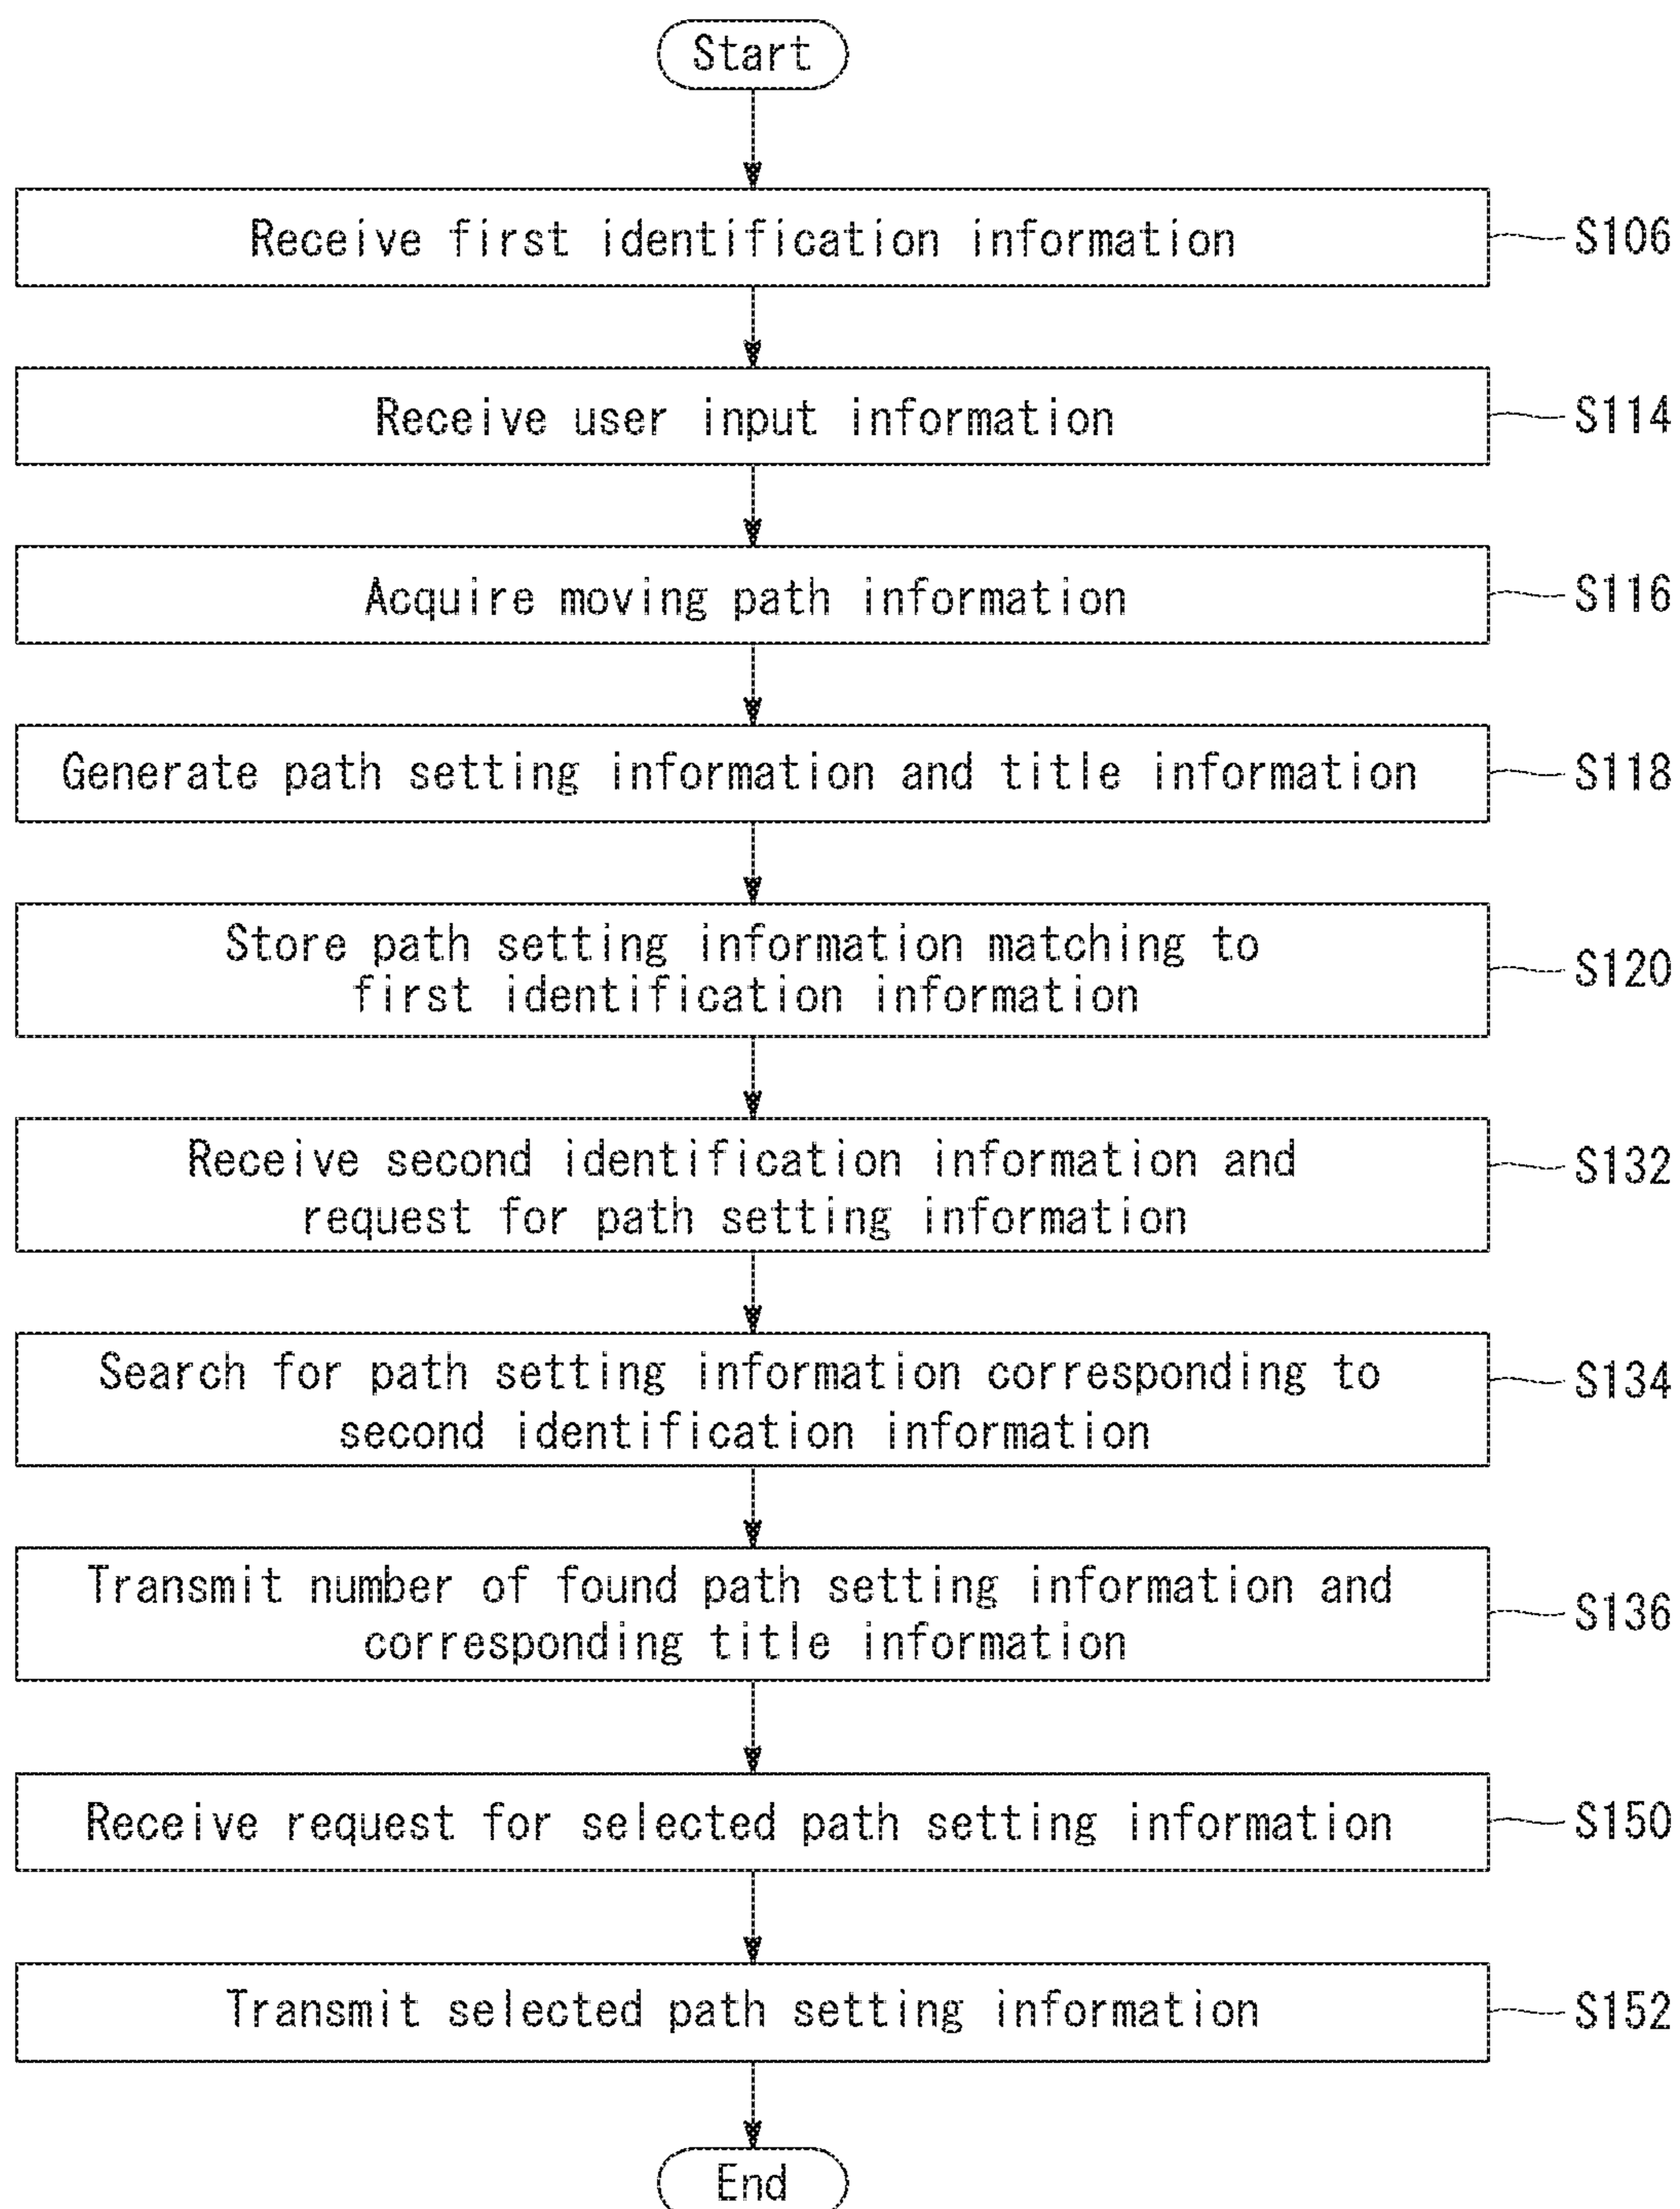 Start
Receive first identification information
S106
Receive user input information
S114
Acquire moving path information
S116
Generate path setting information and title information
S118
Store path setting information matching to
first identification information
S120
Receive second identification information and
request for path setting information
S132
Search for path setting information corresponding to
second identification information
S134
Transmit number of found path setting information and
corresponding title information
S136
Receive request for selected path setting information
S150
Transmit selected path setting information
S152
End